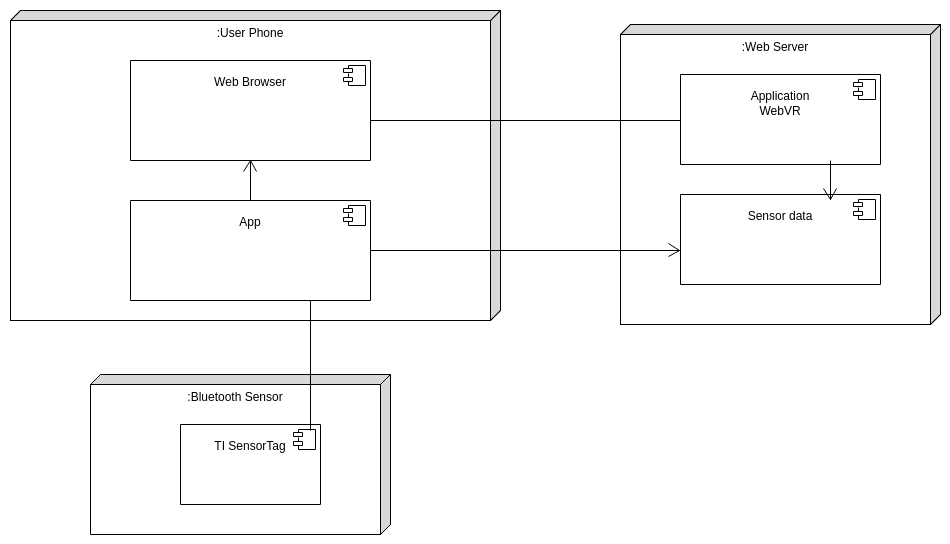 :User Phone
Web Browser
App
:Web Server
Application
WebVR
Sensor data
:Bluetooth Sensor
TI SensorTag